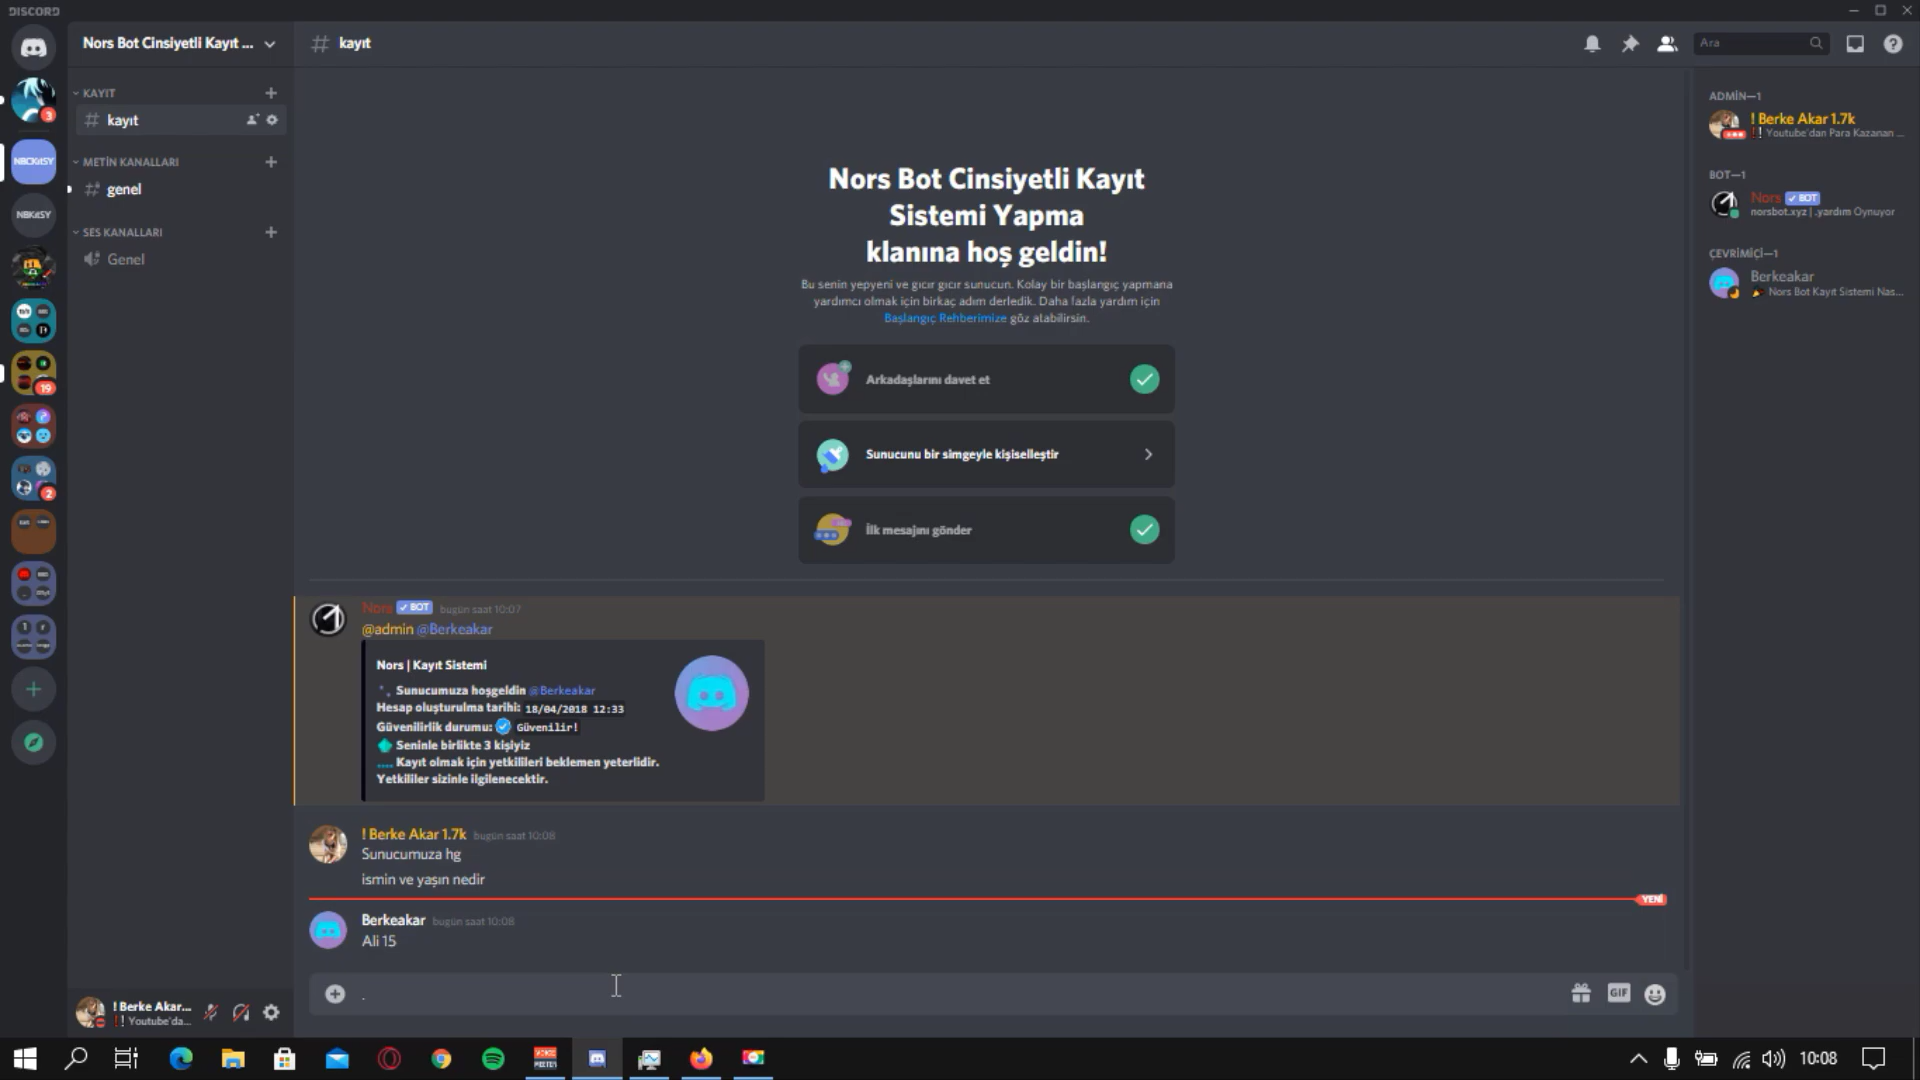 DISCORD
Nors Bot Cinsiyetli Kayıt ...
KAYIT
kayıt
METİN KANALLARI
genel
SES KANALLARI
Genel
3
NBCKıSY
NBKıSY
19
2
! Berke Akar...
!! Youtube'da...
kayıt
Ara
Nors Bot Cinsiyetli Kayıt
Sistemi Yapma
klanına hoş geldin!
Bu senin yepyeni ve gıcır gıcır sunucun. Kolay bir başlangıç yapmana
yardımcı olmak için birkaç adım derledik. Daha fazla yardım için
Başlangıç Rehberimize göz atabilirsin.
Arkadaşlarını davet et
Sunucunu bir simgeyle kişiselleştir
İlk mesajını gönder
Nors BOT bugün saat 10:07
@admin @Berkeakar
Nors | Kayıt Sistemi
Sunucumuza hoşgeldin @Berkeakar
Hesap oluşturulma tarihi: 18/04/2018 12:33
Güvenilirlik durumu: Güvenilir!
Seninle birlikte 3 kişiyiz
Kayıt olmak için yetkilileri beklemen yeterlidir.
Yetkililer sizinle ilgilenecektir.
! Berke Akar 1.7k bugün saat 10:08
Sunucumuza hg
ismin ve yaşın nedir
YENİ
Berkeakar bugün saat 10:08
Ali 15
.
GIF
ADMİN—1
! Berke Akar 1.7k
!! Youtube'dan Para Kazanan ...
BOT—1
Nors BOT
norsbot.xyz | .yardım Oynuyor
ÇEVRİMİÇİ—1
Berkeakar
Nors Bot Kayıt Sistemi Nas...
10:08